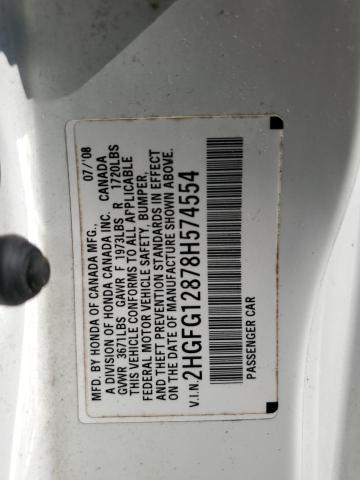 MFD. BY HONDA OF CANADA MFG., 07/'08
A DIVISION OF HONDA CANADA INC. CANADA
GVWR 3671LBS GAWR F 1973LBS R 1720LBS
THIS VEHICLE CONFORMS TO ALL APPLICABLE
FEDERAL MOTOR VEHICLE SAFETY, BUMPER,
AND THEFT PREVENTION STANDARDS IN EFFECT
ON THE DATE OF MANUFACTURE SHOWN ABOVE.
V.I.N. 2HGFG12878H574554
PASSENGER CAR